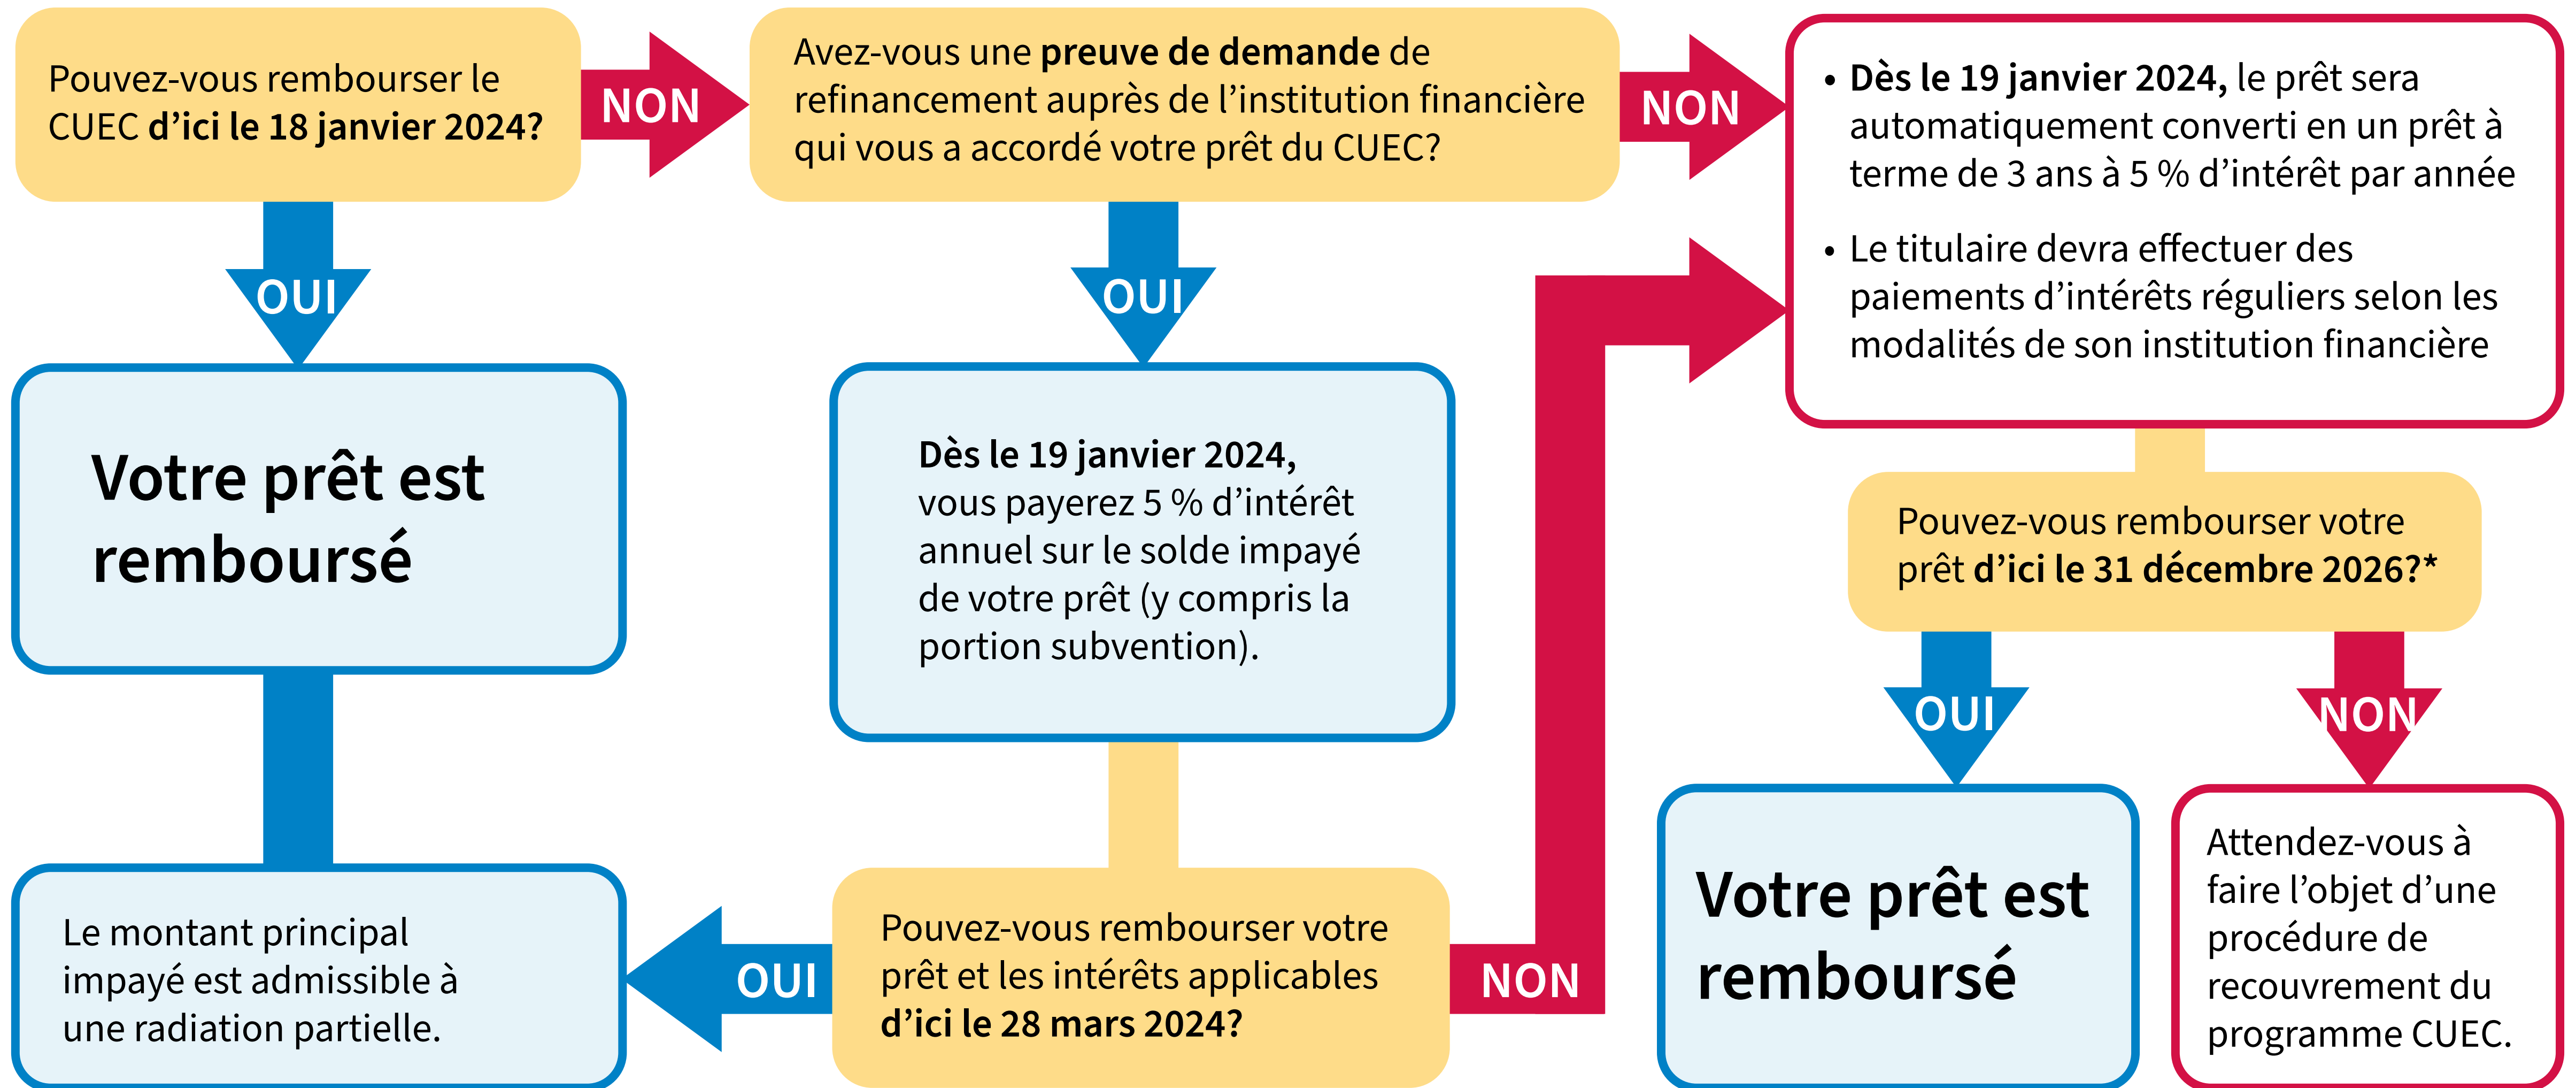 Pouvez-vous rembourser le
CUEC d’ici le 18 janvier 2024?
NON
Avez-vous une preuve de demande de
refinancement auprès de l’institution financière
qui vous a accordé votre prêt du CUEC?
NON
• Dès le 19 janvier 2024, le prêt sera
automatiquement converti en un prêt à
terme de 3 ans à 5 % d’intérêt par année
• Le titulaire devra effectuer des
paiements d’intérêts réguliers selon les
modalités de son institution financière
OUI
OUI
Votre prêt est
remboursé
Dès le 19 janvier 2024,
vous payerez 5 % d’intérêt
annuel sur le solde impayé
de votre prêt (y compris la
portion subvention).
Pouvez-vous rembourser votre
prêt d’ici le 31 décembre 2026?*
OUI
NON
Le montant principal
impayé est admissible à
une radiation partielle.
OUI
Pouvez-vous rembourser votre
prêt et les intérêts applicables
d’ici le 28 mars 2024?
NON
Votre prêt est
remboursé
Attendez-vous à
faire l’objet d’une
procédure de
recouvrement du
programme CUEC.